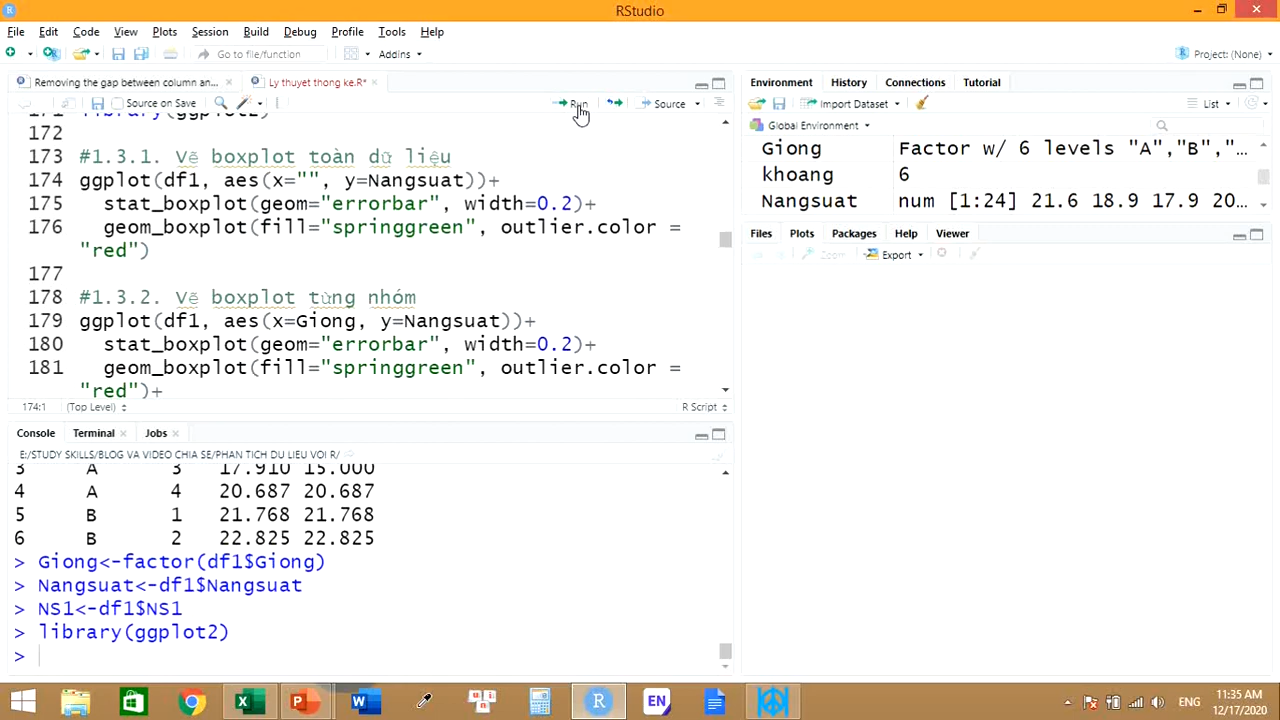 RStudio
File Edit Code View Plots Session Build Debug Profile Tools Help
Go to file/function Addins Project: (None)
Removing the gap between column an... Ly thuyet thong ke.R*
Source on Save Run Source
172
173 #1.3.1. Vẽ boxplot toàn dữ liệu
174 ggplot(df1, aes(x="", y=Nangsuat))+
175 stat_boxplot(geom="errorbar", width=0.2)+
176 geom_boxplot(fill="springgreen", outlier.color =
"red")
177
178 #1.3.2. Vẽ boxplot từng nhóm
179 ggplot(df1, aes(x=Giong, y=Nangsuat))+
180 stat_boxplot(geom="errorbar", width=0.2)+
181 geom_boxplot(fill="springgreen", outlier.color =
"red")+
174:1 (Top Level) R Script
Console Terminal Jobs
E:/STUDY SKILLS/BLOG VA VIDEO CHIA SE/PHAN TICH DU LIEU VOI R/
3 A 3 17.910 15.000
4 A 4 20.687 20.687
5 B 1 21.768 21.768
6 B 2 22.825 22.825
> Giong<-factor(df1$Giong)
> Nangsuat<-df1$Nangsuat
> NS1<-df1$NS1
> library(ggplot2)
>
Environment History Connections Tutorial
Import Dataset List
Global Environment
Giong Factor w/ 6 levels "A","B","…
khoang 6
Nangsuat num [1:24] 21.6 18.9 17.9 20…
Files Plots Packages Help Viewer
Zoom Export
ENG 11:35 AM
12/17/2020
EN